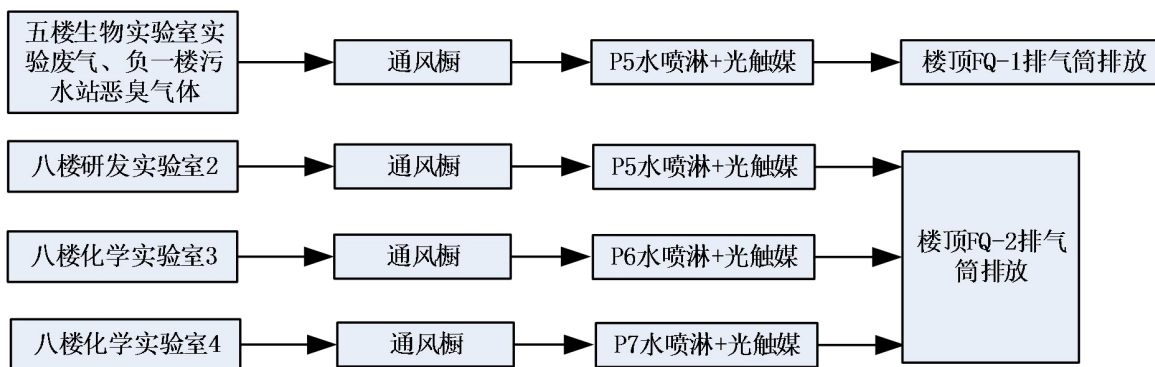 五楼生物实验室实
验废气、负一楼污
水站恶臭气体
通风橱
P5水喷淋+光触媒
楼顶FQ-1排气筒排放
八楼研发实验室2
通风橱
P5水喷淋+光触媒
八楼化学实验室3
通风橱
P6水喷淋+光触媒
楼顶FQ-2排气
筒排放
八楼化学实验室4
通风橱
P7水喷淋+光触媒